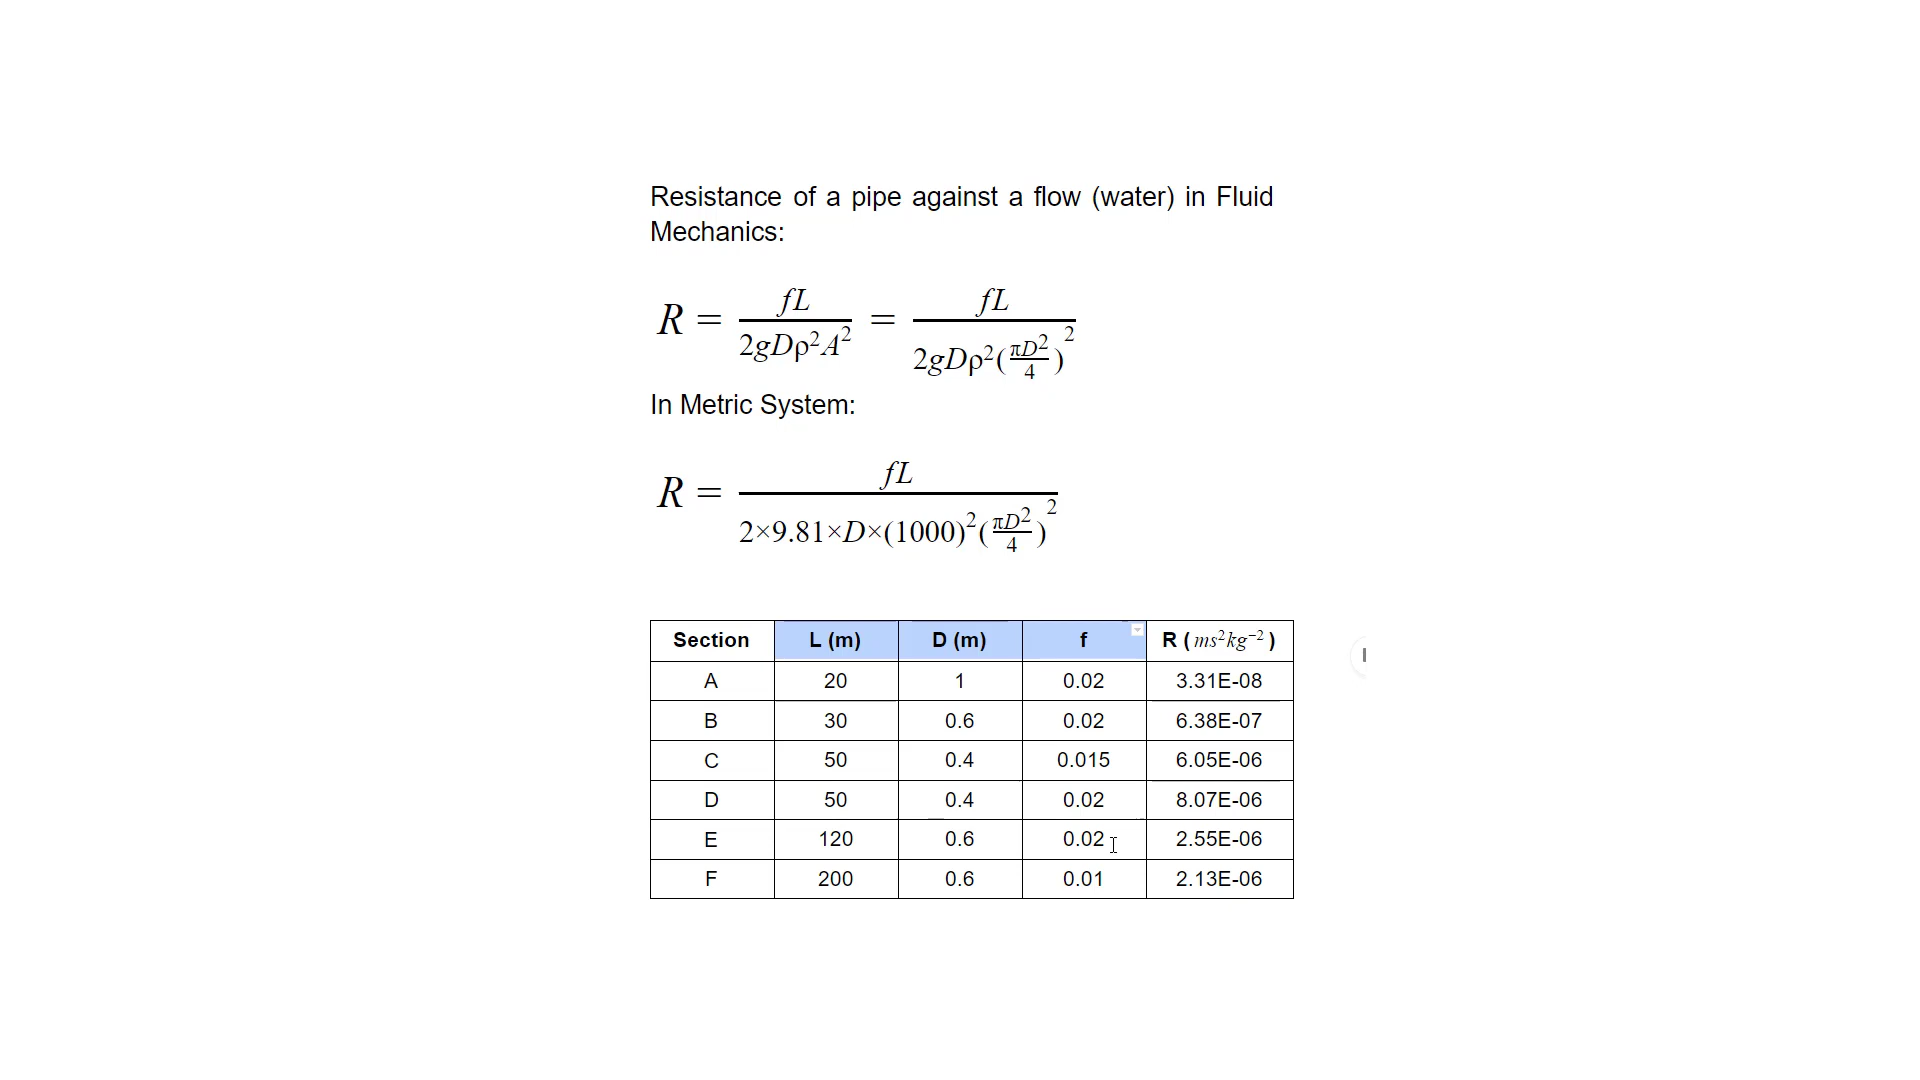 Resistance of a pipe against a flow (water) in Fluid
Mechanics:
R = fL / 2gDρ²A² = fL / 2gDρ²(πD²/4)²
In Metric System:
R = fL / 2×9.81×D×(1000)²(πD²/4)²
Section L (m) D (m) f R (ms²kg⁻²)
A 20 1 0.02 3.31E-08
B 30 0.6 0.02 6.38E-07
C 50 0.4 0.015 6.05E-06
D 50 0.4 0.02 8.07E-06
E 120 0.6 0.02 2.55E-06
F 200 0.6 0.01 2.13E-06